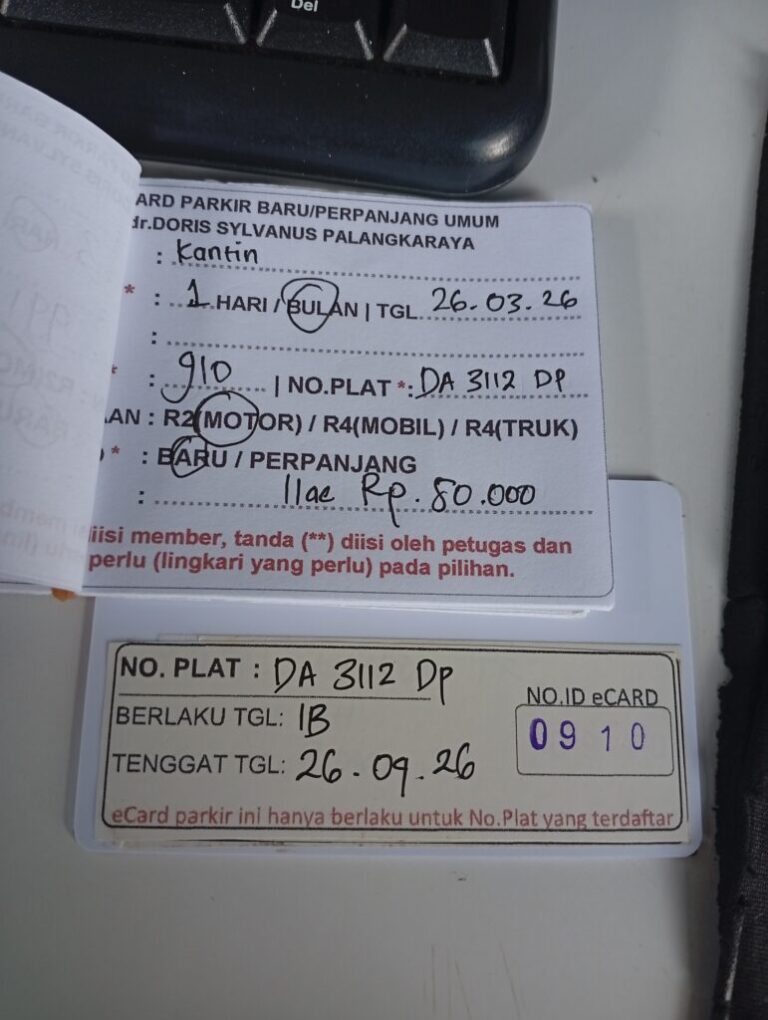 Del
ARD PARKIR BARU/PERPANJANG UMUM
dr.DORIS SYLVANUS PALANGKARAYA
: Kantin
* : 1 HARI / BULAN | TGL 26.03.26
:
* : 910 | NO.PLAT *: DA 3112 DP
AN : R2(MOTOR) / R4(MOBIL) / R4(TRUK)
* : BARU / PERPANJANG
: Rp. 80.000
iisi member, tanda (**) diisi oleh petugas dan
perlu (lingkari yang perlu) pada pilihan.
NO. PLAT : DA 3112 DP
BERLAKU TGL: 1B
TENGGAT TGL: 26.09.26
NO.ID eCARD
0910
eCard parkir ini hanya berlaku untuk No.Plat yang terdaftar